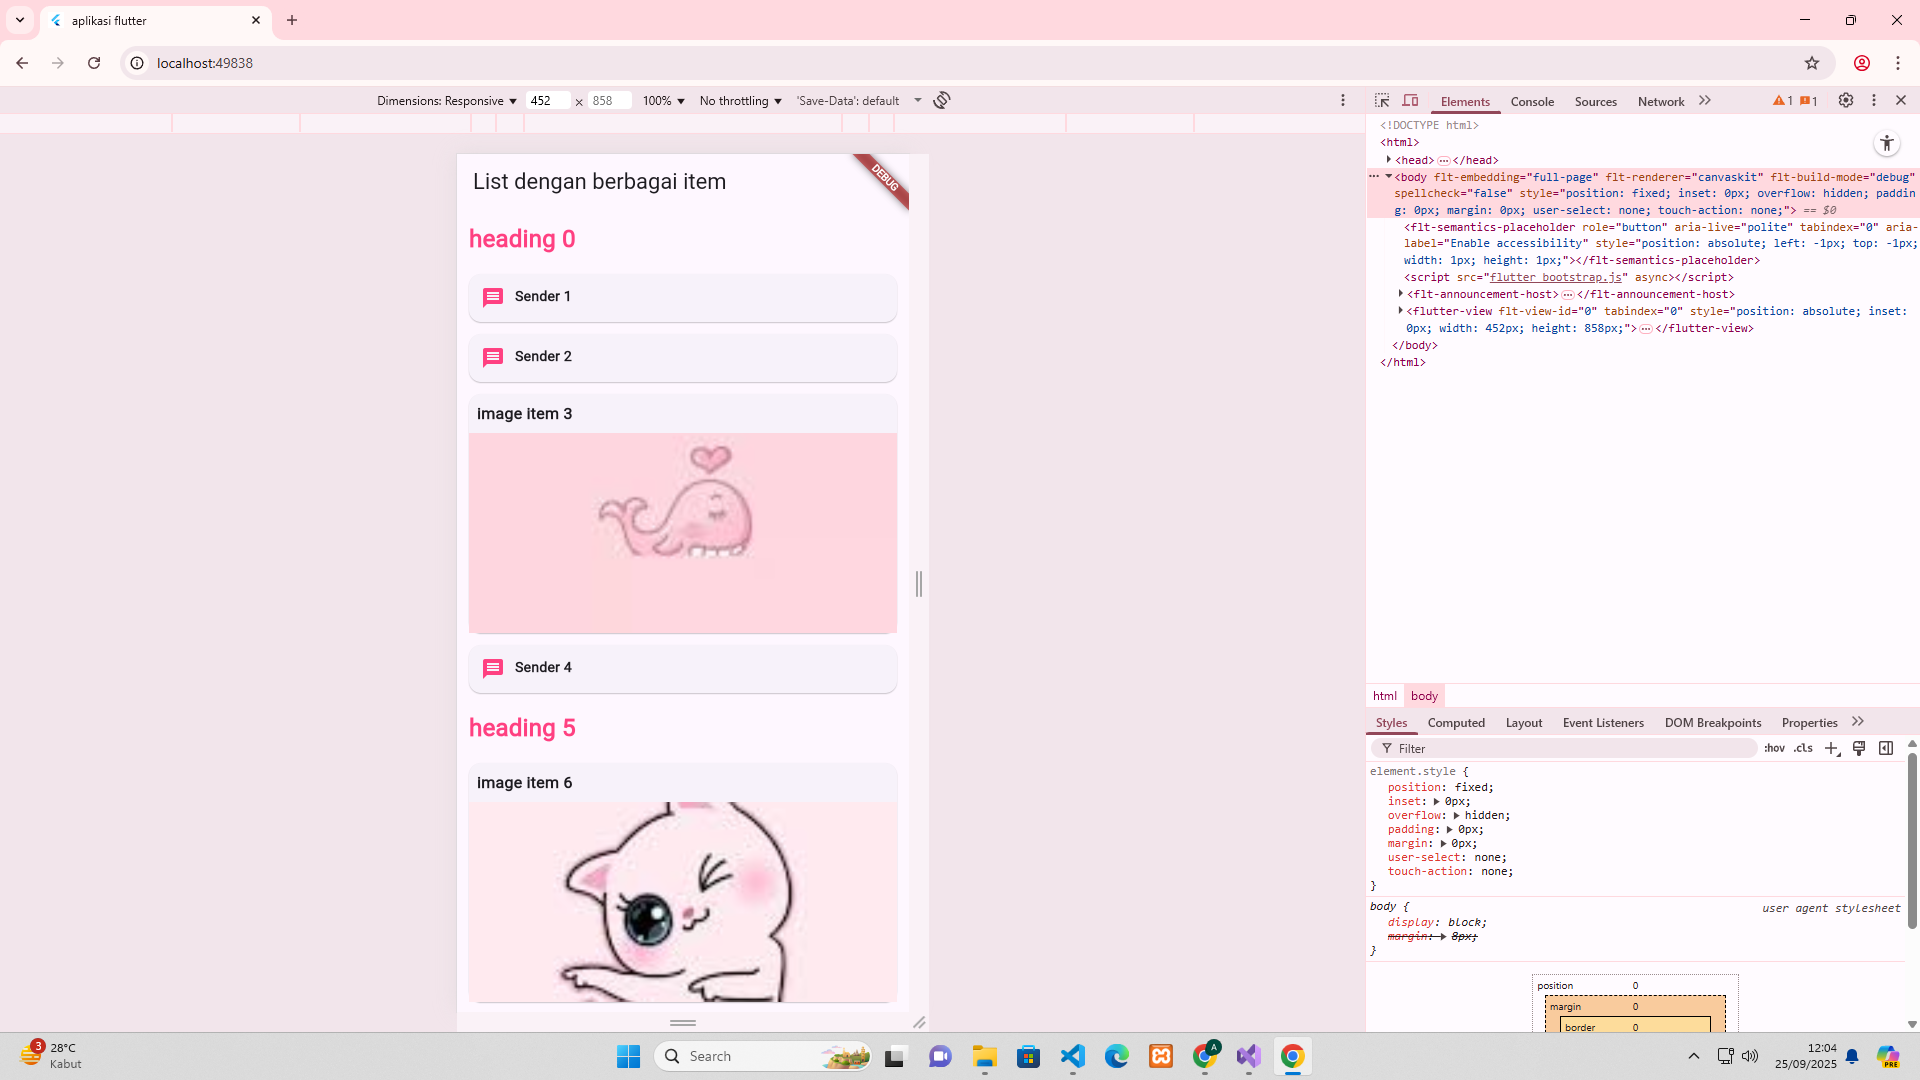 aplikasi flutter
localhost:49838
Dimensions: Responsive 452 × 858 100% No throttling 'Save-Data': default
Elements Console Sources Network 1 1
List dengan berbagai item
DEBUG
heading 0
Sender 1
Sender 2
image item 3
Sender 4
heading 5
image item 6
<!DOCTYPE html>
<html>
<head> </head>
<body flt-embedding="full-page" flt-renderer="canvaskit" flt-build-mode="debug"
spellcheck="false" style="position: fixed; inset: 0px; overflow: hidden; paddin
g: 0px; margin: 0px; user-select: none; touch-action: none;"> == $0
<flt-semantics-placeholder role="button" aria-live="polite" tabindex="0" aria-
label="Enable accessibility" style="position: absolute; left: -1px; top: -1px;
width: 1px; height: 1px;"></flt-semantics-placeholder>
<script src="flutter_bootstrap.js" async></script>
<flt-announcement-host> </flt-announcement-host>
<flutter-view flt-view-id="0" tabindex="0" style="position: absolute; inset:
0px; width: 452px; height: 858px;"> </flutter-view>
</body>
</html>
html body
Styles Computed Layout Event Listeners DOM Breakpoints Properties
Filter :hov .cls
element.style {
position: fixed;
inset: 0px;
overflow: hidden;
padding: 0px;
margin: 0px;
user-select: none;
touch-action: none;
}
body { user agent stylesheet
display: block;
margin: 8px;
}
position 0
margin 0
border 0
3
28°C
Kabut
Search
A
PRE
12:04
25/09/2025